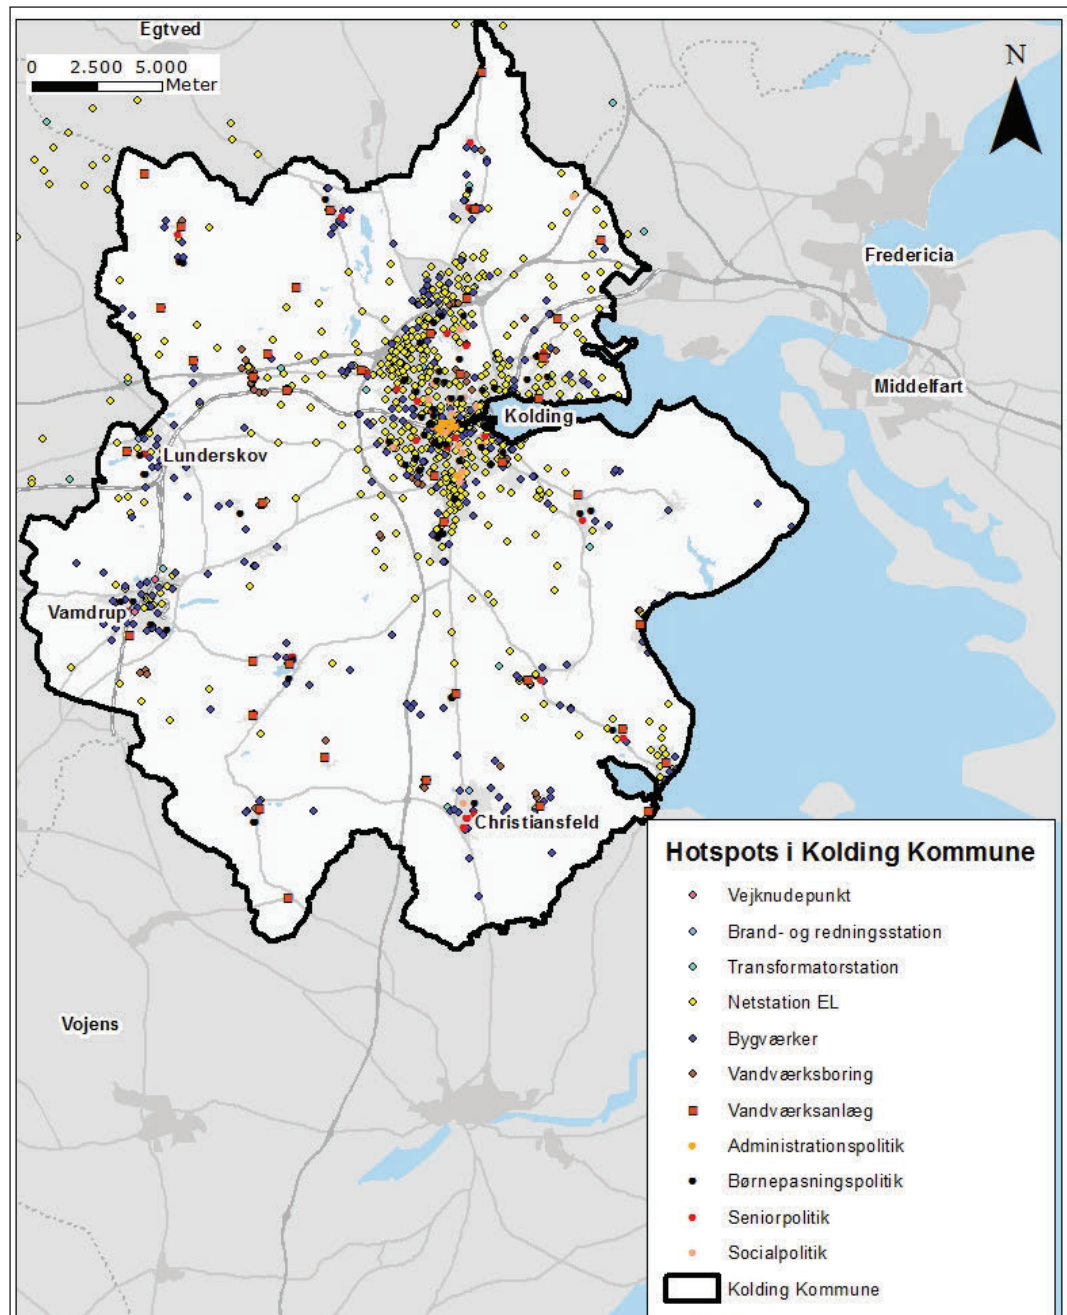 Egtved
0 2.500 5.000
Meter
N
Fredericia
Middelfart
Kolding
Lunderskov
Vamdrup
Christiansfeld
Hotspots i Kolding Kommune
Vejknudepunkt
Brand- og redningsstation
Transformatorstation
Netstation EL
Vojens
Bygværker
Vandværksboring
Vandværksanlæg
Administrationspolitik
Børnepasningspolitik
Seniorpolitik
Socialpolitik
Kolding Kommune